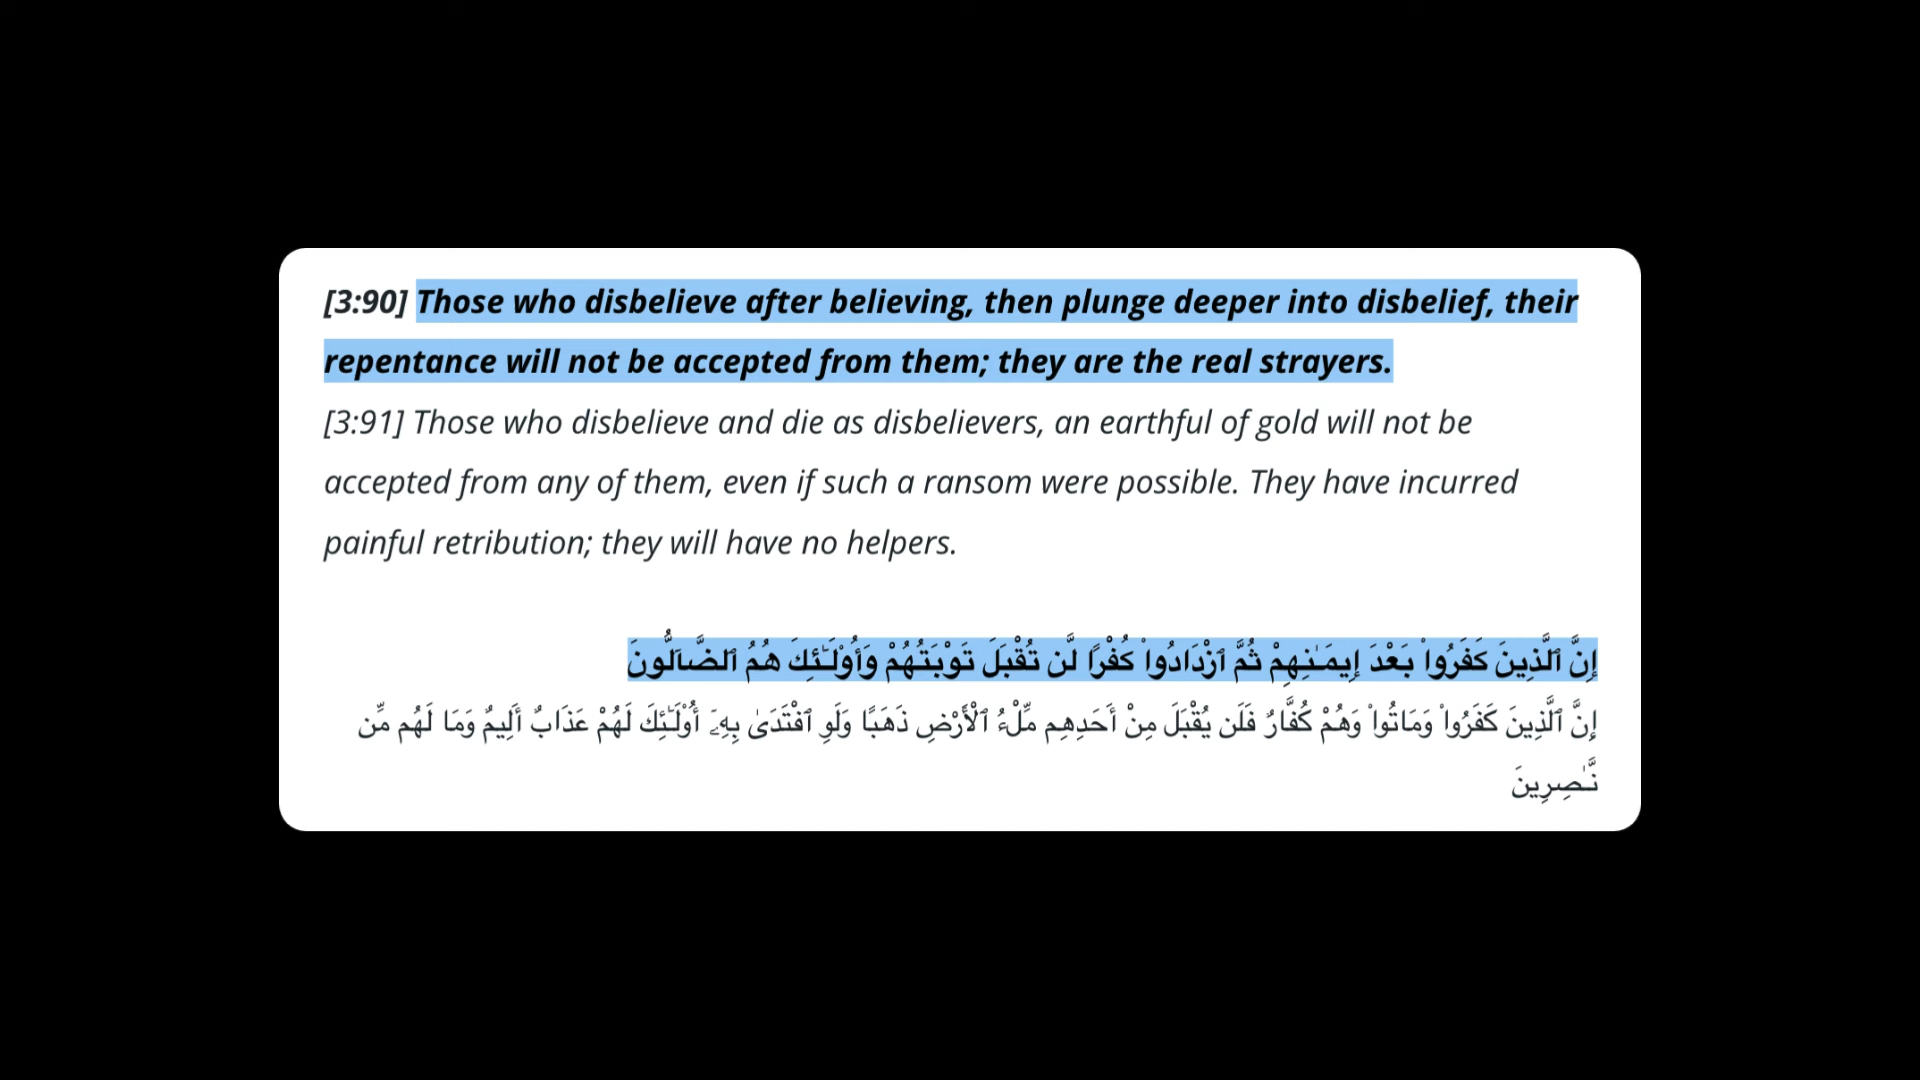 [3:90] Those who disbelieve after believing, then plunge deeper into disbelief, their
repentance will not be accepted from them; they are the real strayers.
[3:91] Those who disbelieve and die as disbelievers, an earthful of gold will not be
accepted from any of them, even if such a ransom were possible. They have incurred
painful retribution; they will have no helpers.
إِنَّ ٱلَّذِينَ كَفَرُوا۟ بَعْدَ إِيمَـٰنِهِمْ ثُمَّ ٱزْدَادُوا۟ كُفْرًا لَّن تُقْبَلَ تَوْبَتُهُمْ وَأُو۟لَـٰٓئِكَ هُمُ ٱلضَّآلُّونَ
إِنَّ ٱلَّذِينَ كَفَرُوا۟ وَمَاتُوا۟ وَهُمْ كُفَّارٌ فَلَن يُقْبَلَ مِنْ أَحَدِهِم مِّلْءُ ٱلْأَرْضِ ذَهَبًا وَلَوِ ٱفْتَدَىٰ بِهِۦٓ أُو۟لَـٰٓئِكَ لَهُمْ عَذَابٌ أَلِيمٌ وَمَا لَهُم مِّن
نَّـٰصِرِينَ